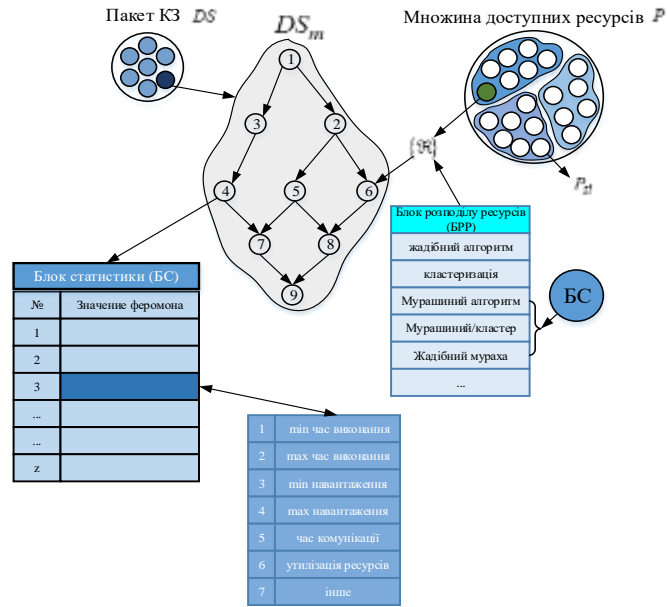 Пакет КЗ DS
DS_m
Множина доступних ресурсів P
1
3
2
4
5
6
7
8
9
{ℜ}
P_st
Блок розподілу ресурсів
(БРР)
жадібний алгоритм
кластеризація
Мурашиний алгоритм
Мурашиний/кластер
Жадібний мураха
...
БС
Блок статистики (БС)
№ Значение феромона
1
2
3
...
...
z
1 min час виконання
2 max час виконання
3 min навантаження
4 max навантаження
5 час комунікації
6 утилізація ресурсів
7 інше